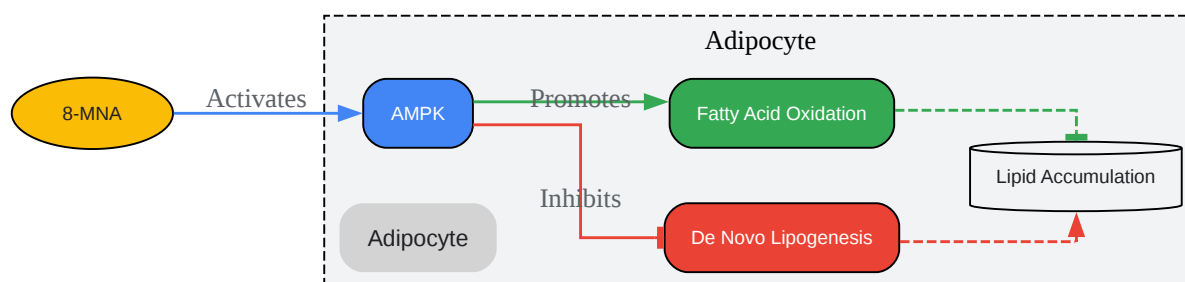 Adipocyte
8-MNA
Activates
AMPK
Promotes
Fatty Acid Oxidation
Lipid Accumulation
Inhibits
Adipocyte
De Novo Lipogenesis